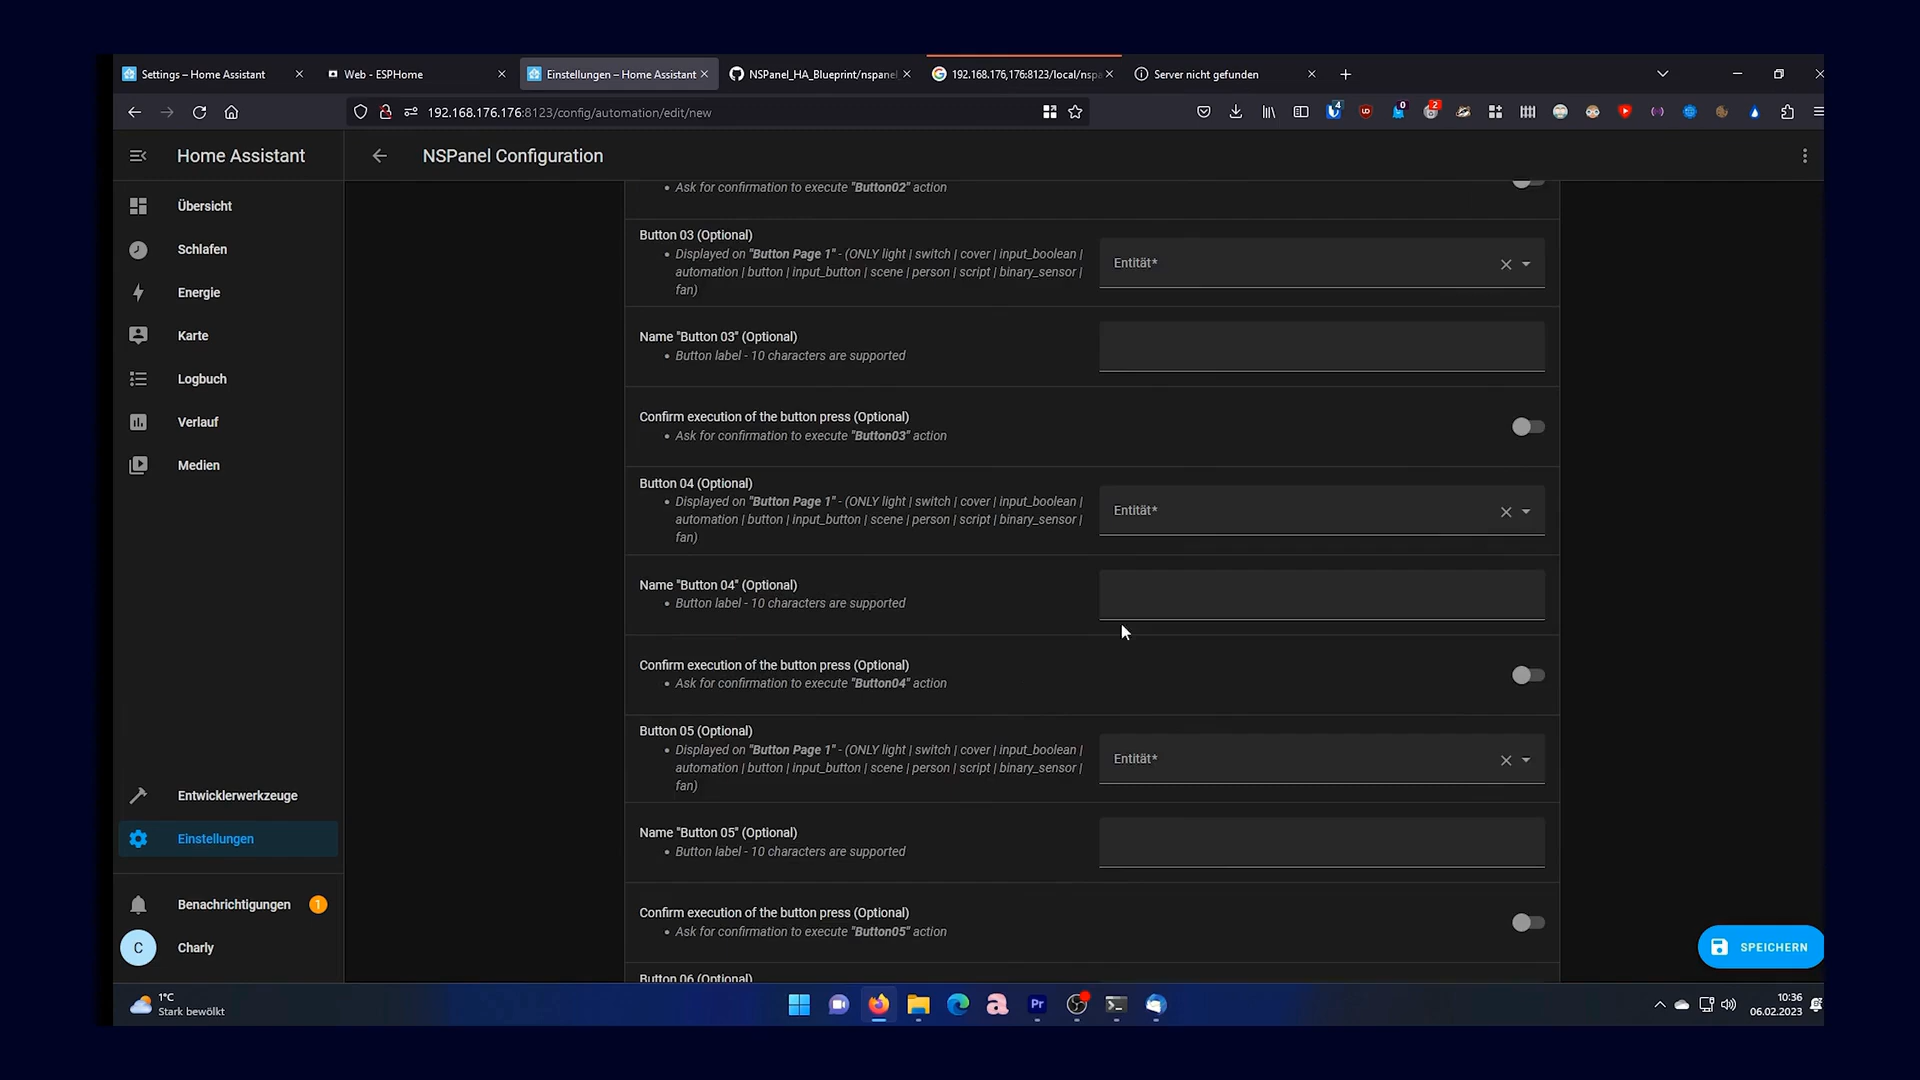 Settings – Home Assistant
Web - ESPHome
Einstellungen – Home Assistant
NSPanel_HA_Blueprint/nspanel
192.168.176,176:8123/local/nspa
Server nicht gefunden
192.168.176.176:8123/config/automation/edit/new
4
0
2
Home Assistant
NSPanel Configuration
Übersicht
Schlafen
Energie
Karte
Logbuch
Verlauf
Medien
Entwicklerwerkzeuge
Einstellungen
Benachrichtigungen
1
C
Charly
• Ask for confirmation to execute "Button02" action
Button 03 (Optional)
• Displayed on "Button Page 1" - (ONLY light | switch | cover | input_boolean |
automation | button | input_button | scene | person | script | binary_sensor |
fan)
Entität*
Name "Button 03" (Optional)
• Button label - 10 characters are supported
Confirm execution of the button press (Optional)
• Ask for confirmation to execute "Button03" action
Button 04 (Optional)
• Displayed on "Button Page 1" - (ONLY light | switch | cover | input_boolean |
automation | button | input_button | scene | person | script | binary_sensor |
fan)
Entität*
Name "Button 04" (Optional)
• Button label - 10 characters are supported
Confirm execution of the button press (Optional)
• Ask for confirmation to execute "Button04" action
Button 05 (Optional)
• Displayed on "Button Page 1" - (ONLY light | switch | cover | input_boolean |
automation | button | input_button | scene | person | script | binary_sensor |
fan)
Entität*
Name "Button 05" (Optional)
• Button label - 10 characters are supported
Confirm execution of the button press (Optional)
• Ask for confirmation to execute "Button05" action
Button 06 (Optional)
SPEICHERN
1°C
Stark bewölkt
a
Pr
10:36
06.02.2023